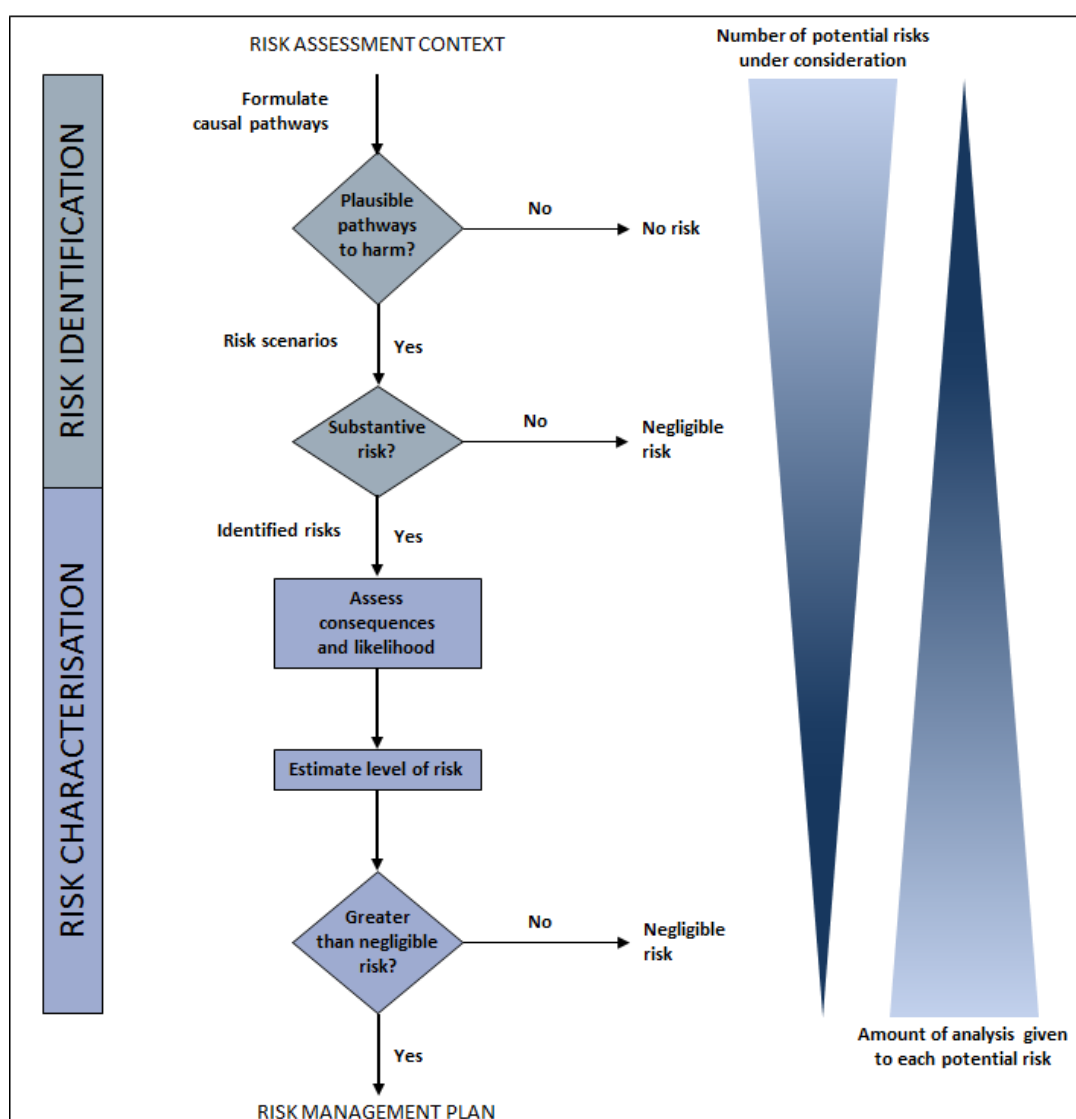 RISK ASSESSMENT CONTEXT
Number of potential risks
under consideration
RISK IDENTIFICATION
Formulate
causal pathways
Plausible
pathways
to harm?
No
No risk
Risk scenarios
Yes
Substantive
risk?
No
Negligible
risk
RISK CHARACTERISATION
Identified risks
Yes
Assess
consequences
and likelihood
Estimate level of risk
Greater
than negligible
risk?
No
Negligible
risk
Amount of analysis given
to each potential risk
Yes
RISK MANAGEMENT PLAN